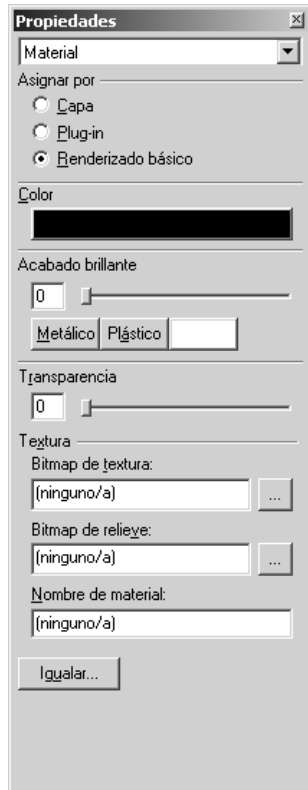 Propiedades
Material
Asignar por
Capa
Plug-in
Renderizado básico
Color
Acabado brillante
0
Metálico Plástico
Transparencia
0
Textura
Bitmap de textura:
(ninguno/a) ...
Bitmap de relieve:
(ninguno/a) ...
Nombre de material:
(ninguno/a)
Igualar...